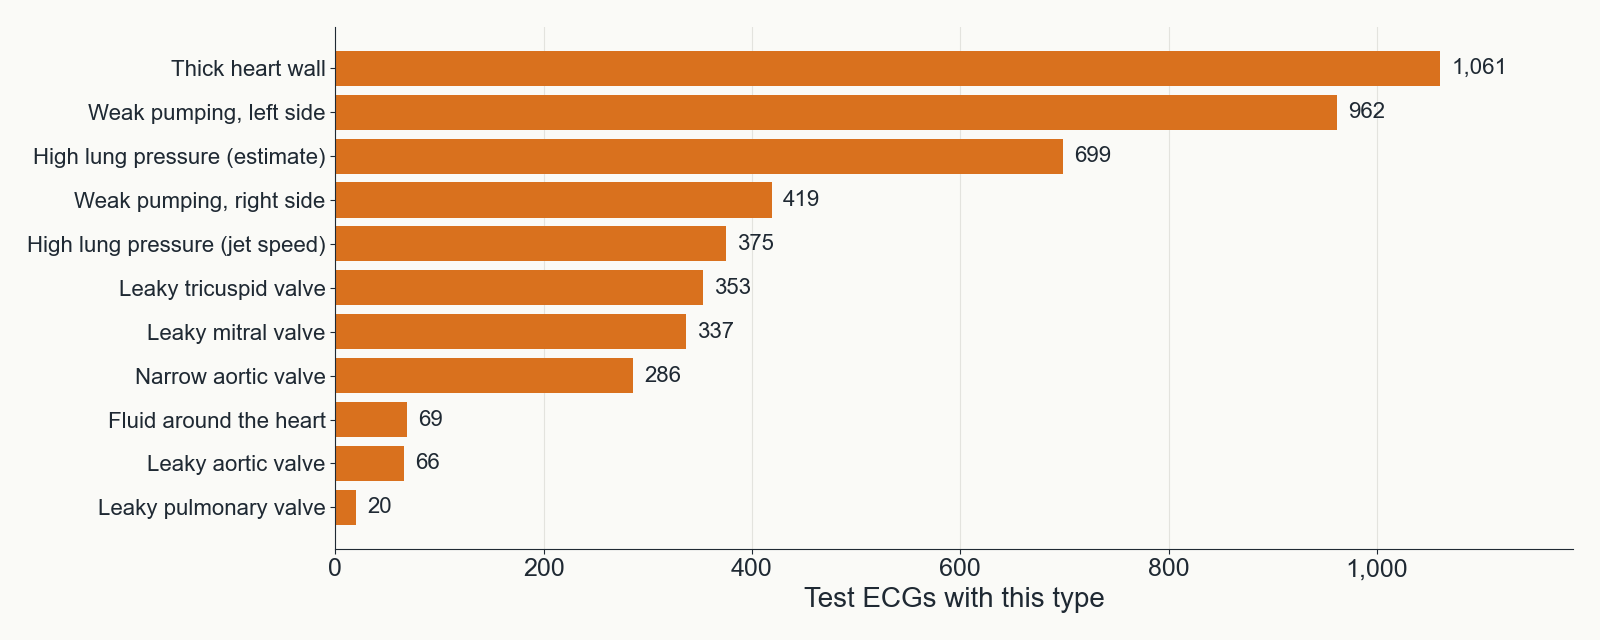 Thick heart wall 1,061
Weak pumping, left side 962
High lung pressure (estimate) 699
Weak pumping, right side 419
High lung pressure (jet speed) 375
Leaky tricuspid valve 353
Leaky mitral valve 337
Narrow aortic valve 286
Fluid around the heart 69
Leaky aortic valve 66
Leaky pulmonary valve 20
0 200 400 600 800 1,000
Test ECGs with this type